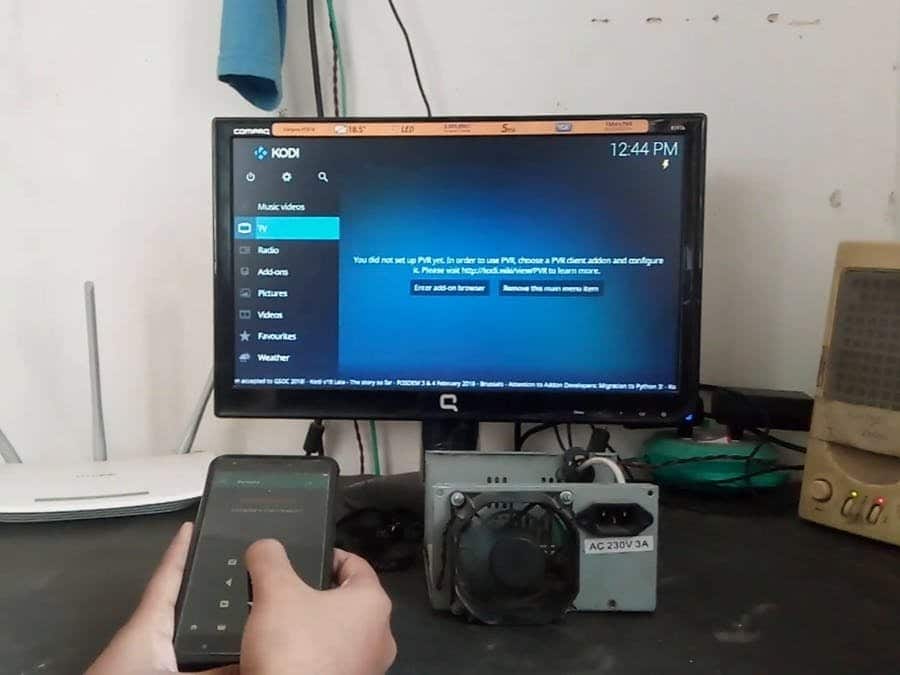 COMPAQ
18.5"
LED
KODI
12:44 PM
Music videos
TV
Radio
Add-ons
Pictures
Videos
Favourites
Weather
You did not set up PVR yet. In order to use PVR, choose a PVR client addon and configure
it. Please visit http://kodi.wiki/view/PVR to learn more.
Enter add-on browser
Remove this main menu item
accepted to GSOC 2018! - Kodi v18 Leia - The story so far - FOSDEM 3 & 4 February 2018 - Brussels - Attention to Addon Developers: Migration to Python 3! - Ko
AC 230V 3A